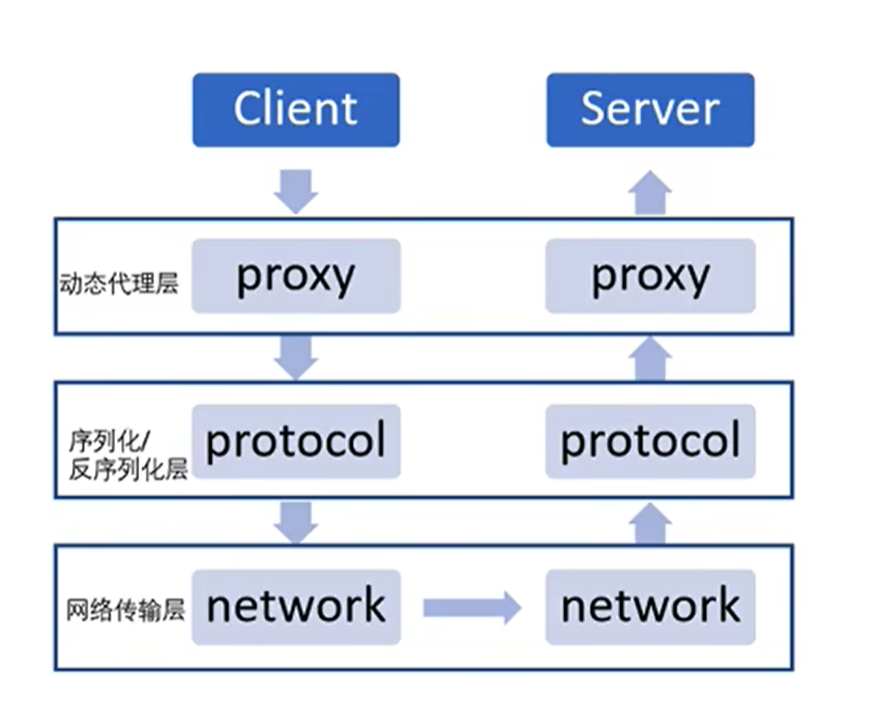 Client
Server
动态代理层
proxy
proxy
序列化/
反序列化层
protocol
protocol
网络传输层
network
network